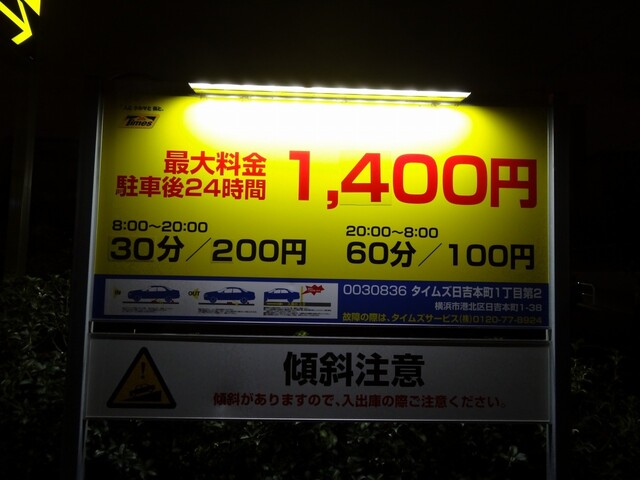 Times
最大料金
駐車後24時間
1,400円
8:00～20:00
30分／200円
20:00～8:00
60分／100円
IN
OUT
0030836 タイムズ日吉本町1丁目第2
横浜市港北区日吉本町1-38
故障の際は、タイムズサービス(株) 0120-77-8924
傾斜注意
傾斜がありますので、入出庫の際ご注意ください。